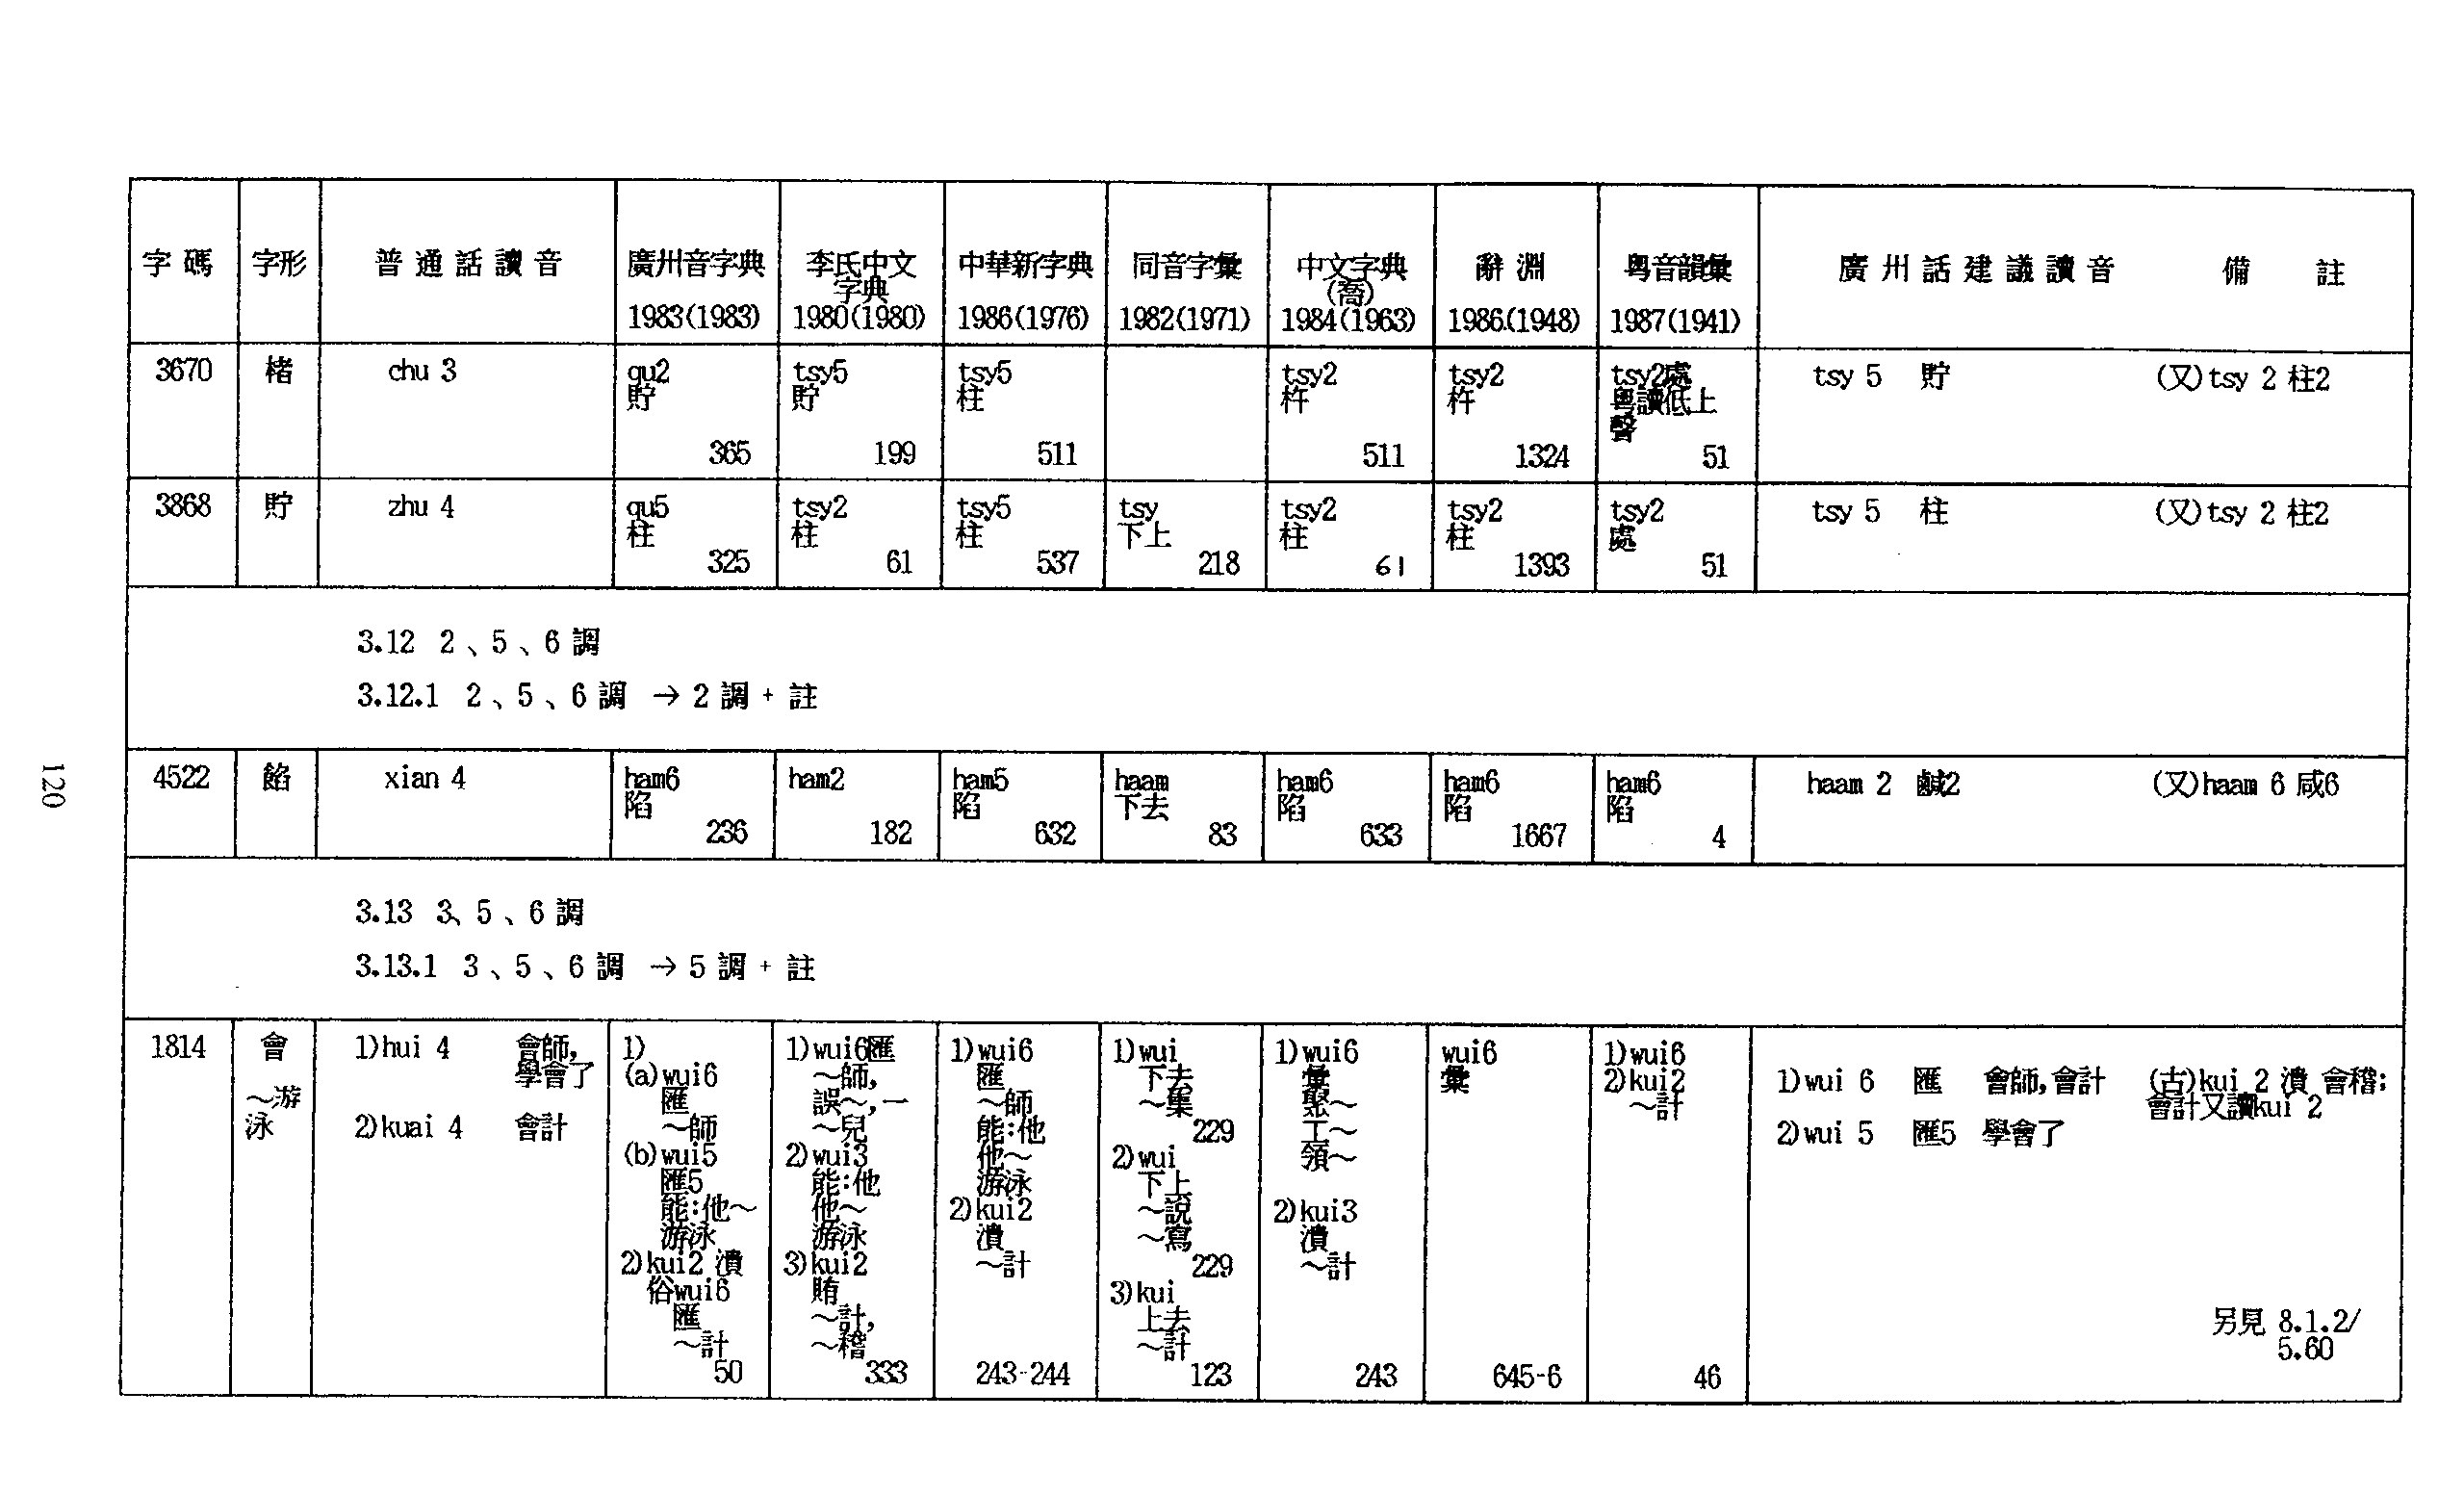 字碼 字形 普通話讀音 廣州音字典 李氏中文 中華新字典 同音字彙 中文字典 辭淵 粵音韻彙 廣州話建議讀音 備註
字典 (喬)
1983(1983) 1980(1980) 1986(1976) 1982(1971) 1984(1963) 1986(1948) 1987(1941)
3670 楮 chu 3 qu2 tsy5 tsy5 tsy2 tsy2 tsy2處 tsy 5 貯 (又)tsy 2 柱2
貯 貯 柱 杵 杵 粵讀低上
聲
365 199 511 511 1324 51
3868 貯 zhu 4 qu5 tsy2 tsy5 tsy tsy2 tsy2 tsy2 tsy 5 柱 (又)tsy 2 柱2
柱 柱 柱 下上 柱 柱 處
325 61 537 218 61 1393 51
3.12 2、5、6 調
3.12.1 2、5、6 調 → 2 調 + 註
4522 餡 xian 4 ham6 ham2 ham5 haam ham6 ham6 ham6 haam 2 鹹2 (又)haam 6 咸6
陷 陷 下去 陷 陷 陷
236 182 632 83 633 1667 4
3.13 3、5、6 調
3.13.1 3、5、6 調 → 5 調 + 註
1814
會
～游
泳
1)hui 4 會師,
學會了
2)kuai 4 會計
1)
(a)wui6
匯
～師
(b)wui5
匯5
能:他～
游泳
2)kui2 潰
俗wui6
匯
～計
50
1)wui6匯
～師,
誤～,一
～兒
2)wui3
能:他
他～
游泳
3)kui2
賄
～計,
～稽
333
1)wui6
匯
～師
能:他
他～
游泳
2)kui2
潰
～計
243-244
1)wui
下去
～集
229
2)wui
下上
～說
～寫
229
3)kui
上去
～計
123
1)wui6
彙
聚～
工～
領～
2)kui3
潰
～計
243
wui6
彙
645-6
1)wui6
2)kui2
～計
46
1)wui 6 匯 會師,會計 (古)kui 2 潰 會稽;
會計又讀kui 2
2)wui 5 匯5 學會了
另見 8.1.2/
5.60
120